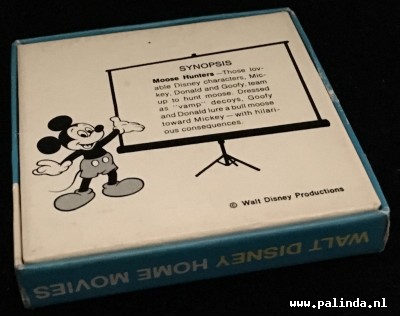 SYNOPSIS
Moose Hunters—Those lov-
able Disney characters, Mic-
key, Donald and Goofy, team
up to hunt moose. Dressed
as "vamp" decoys, Goofy
and Donald lure a bull moose
toward Mickey—with hilari-
ous consequences.
© Walt Disney Productions
WALT DISNEY HOME MOVIES
www.palinda.nl